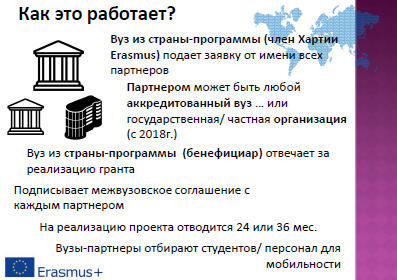 Как это работает?
Вуз из страны-программы (член Хартии
Erasmus) подает заявку от имени всех
партнеров
Партнером может быть любой
аккредитованный вуз ... или
государственная/ частная организация
(с 2018г.)
Вуз из страны-программы (бенефициар) отвечает за
реализацию гранта
Подписывает межвузовское соглашение с
каждым партнером
На реализацию проекта отводится 24 или 36 мес.
Вузы-партнеры отбирают студентов/ персонал для
мобильности
Erasmus+